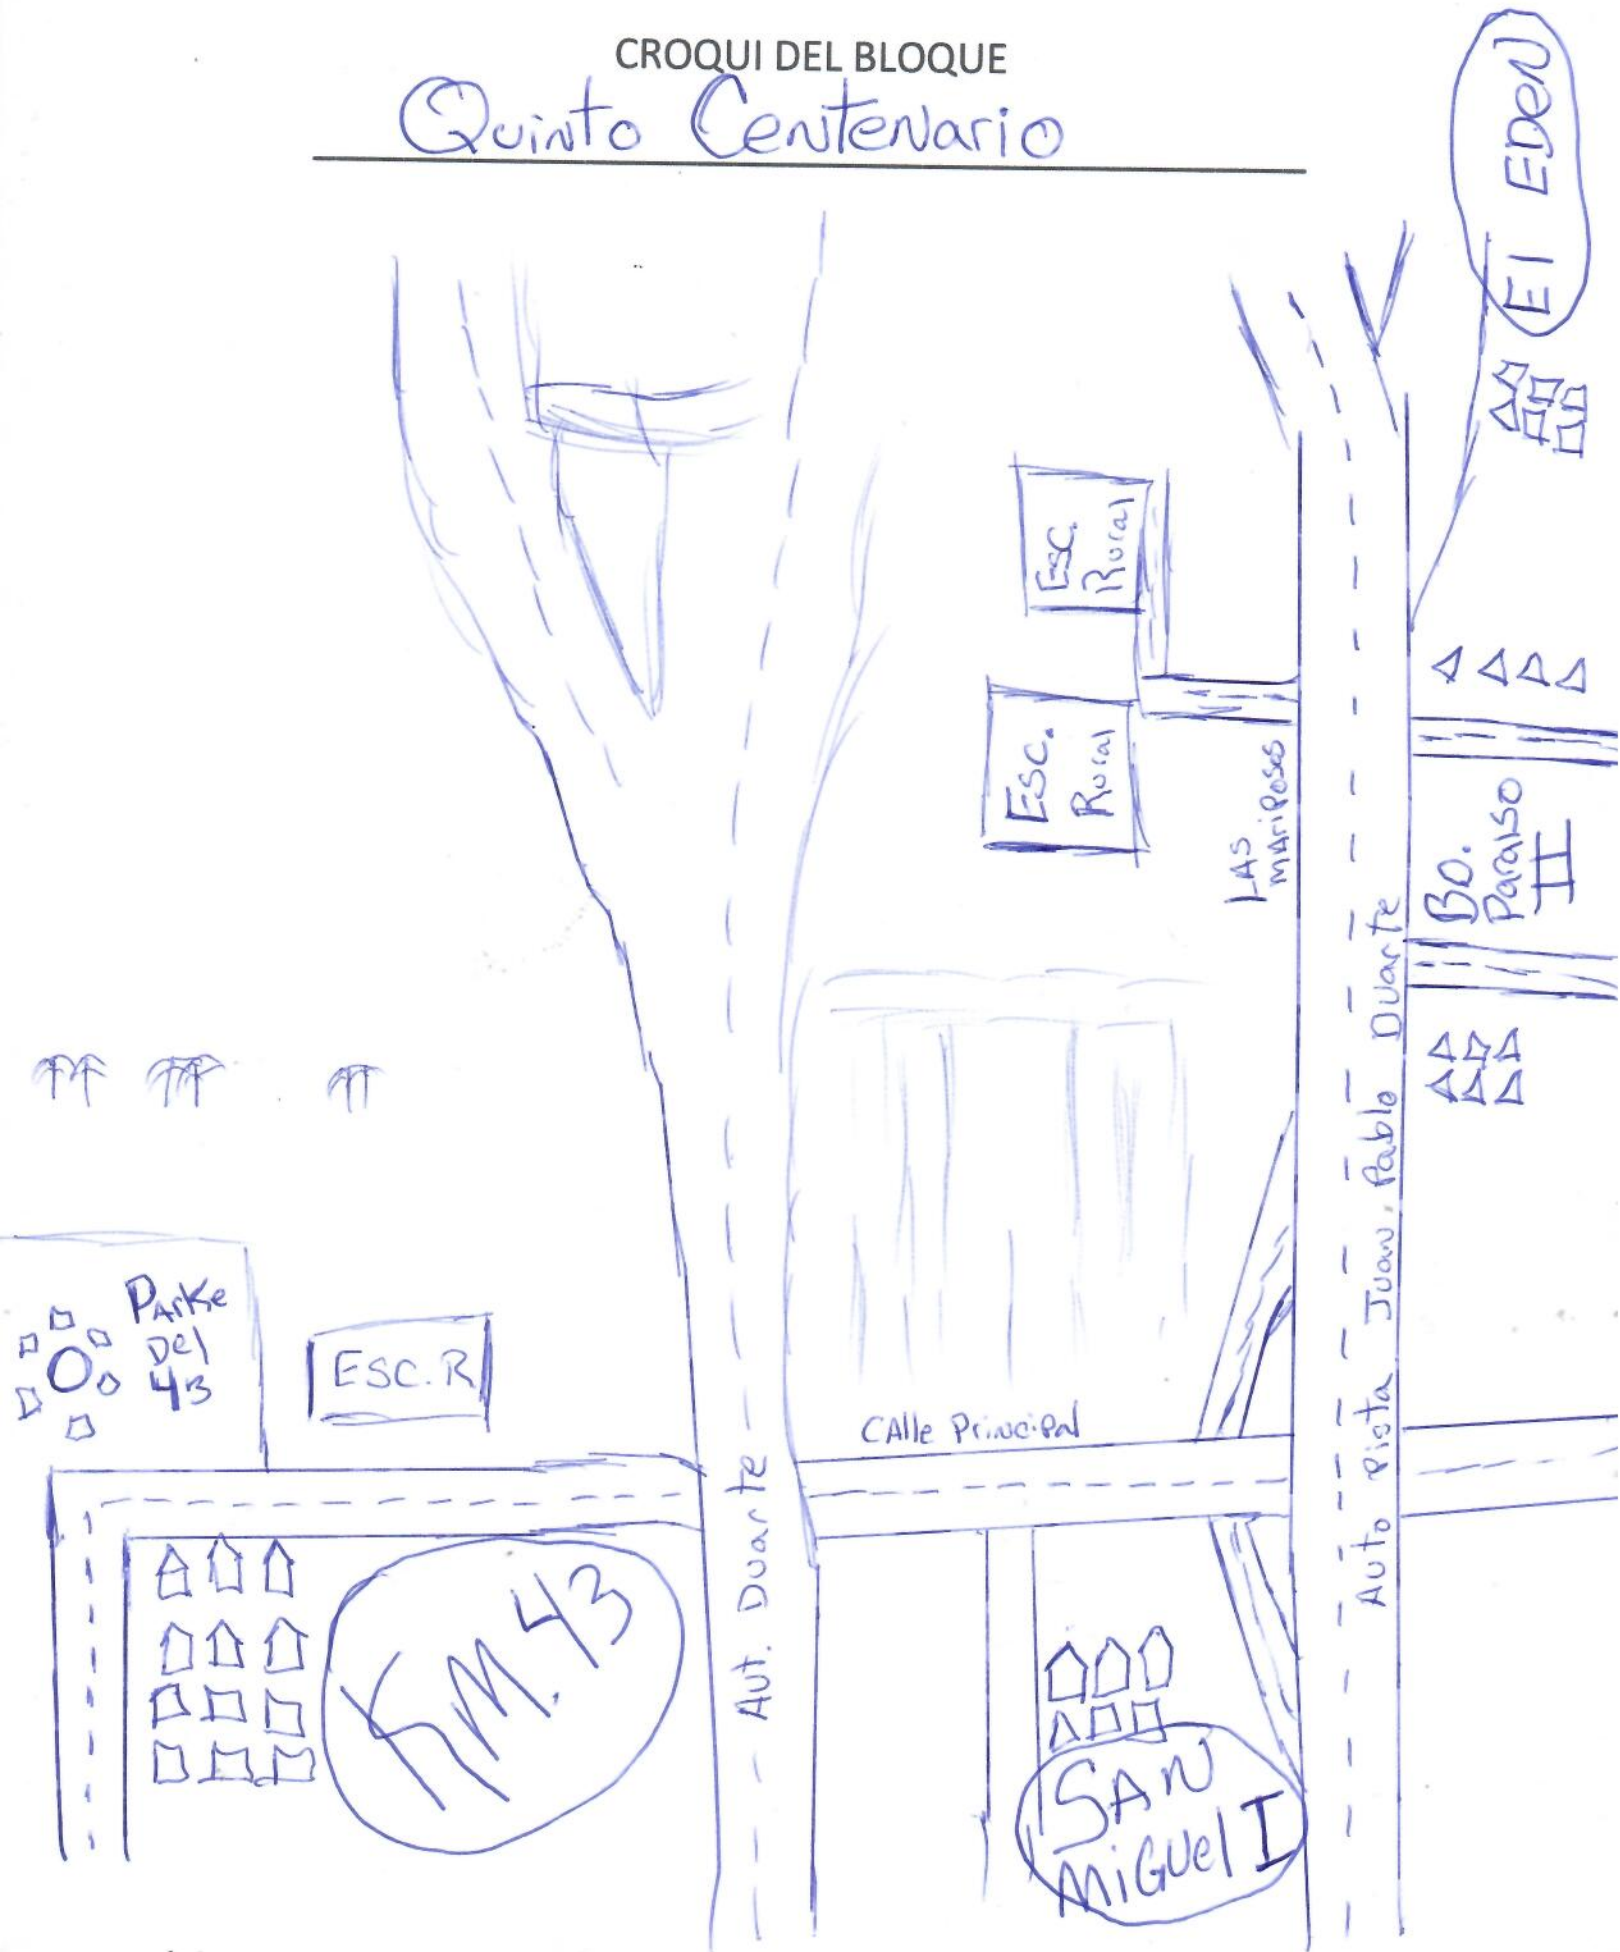 CROQUI DEL BLOQUE
Quinto Centenario
El EDEN
Esc.
Rural
Esc.
Rural
LAS
MAriPosas
BO.
Paraiso
II
Parke
Del
43
ESC. R
CAlle Principal
Aut. Duarte
Auto Pista Juan Pablo Duarte
KM. 43
SAN
MiGUel I